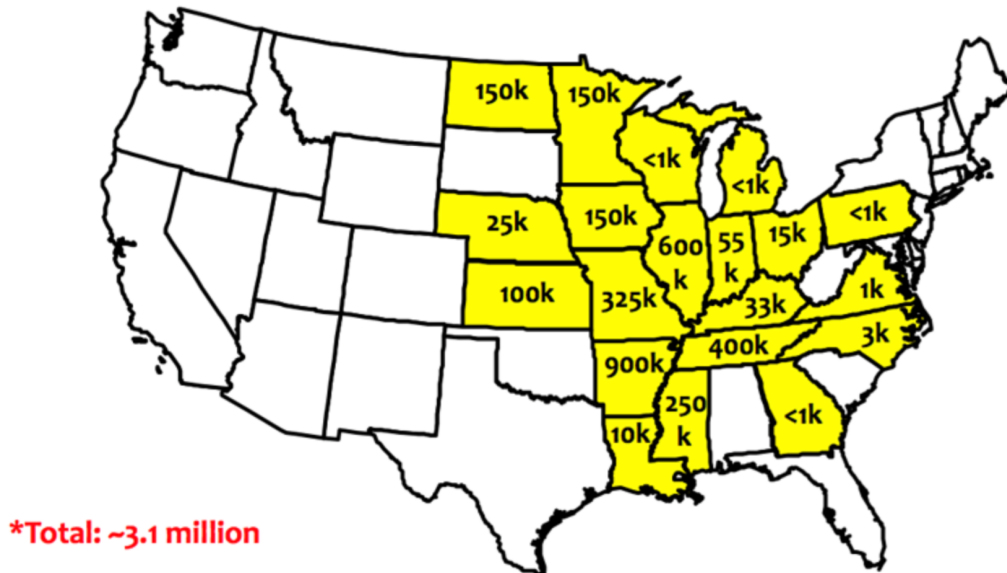 150k
150k
<1k
<1k
25k
150k
<1k
600
k
55
k
15k
100k
325k
33k
1k
900k
400k
3k
250
k
<1k
10k
*Total: ~3.1 million